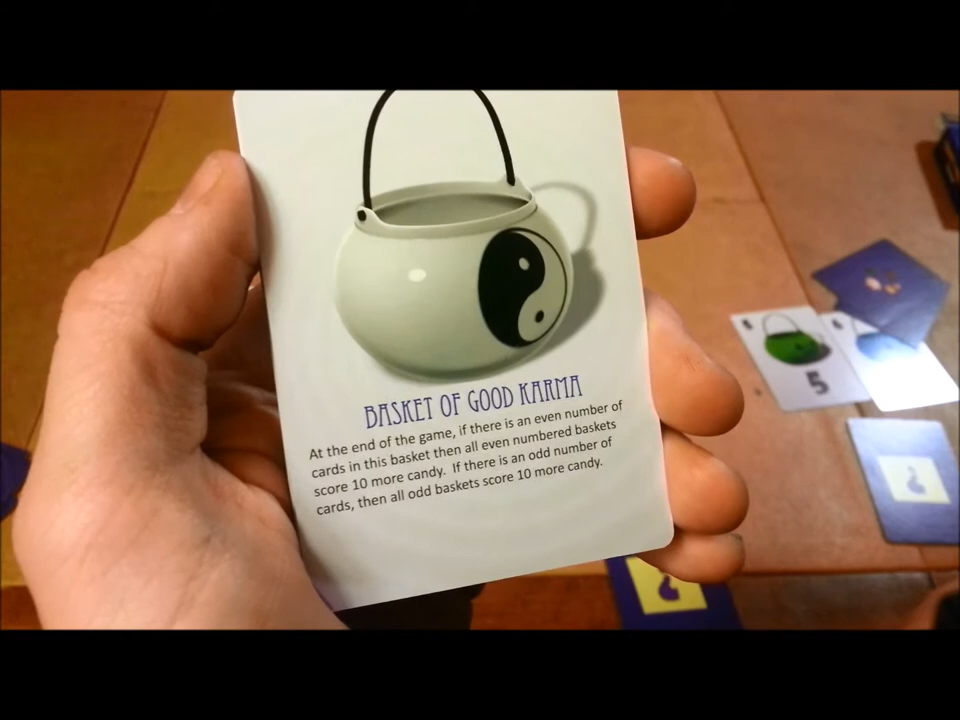 BASKET OF GOOD KARMA
At the end of the game, if there is an even number of
cards in this basket then all even numbered baskets
score 10 more candy. If there is an odd number of
cards, then all odd baskets score 10 more candy.
5